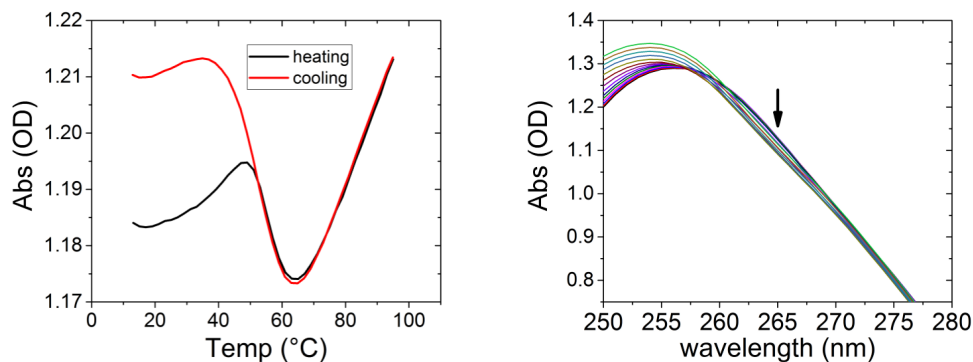 1.22
1.21
1.20
1.19
1.18
1.17
Abs (OD)
heating
cooling
0 20 40 60 80 100
Temp (°C)
1.4
1.3
1.2
1.1
1.0
0.9
0.8
Abs (OD)
250 255 260 265 270 275 280
wavelength (nm)